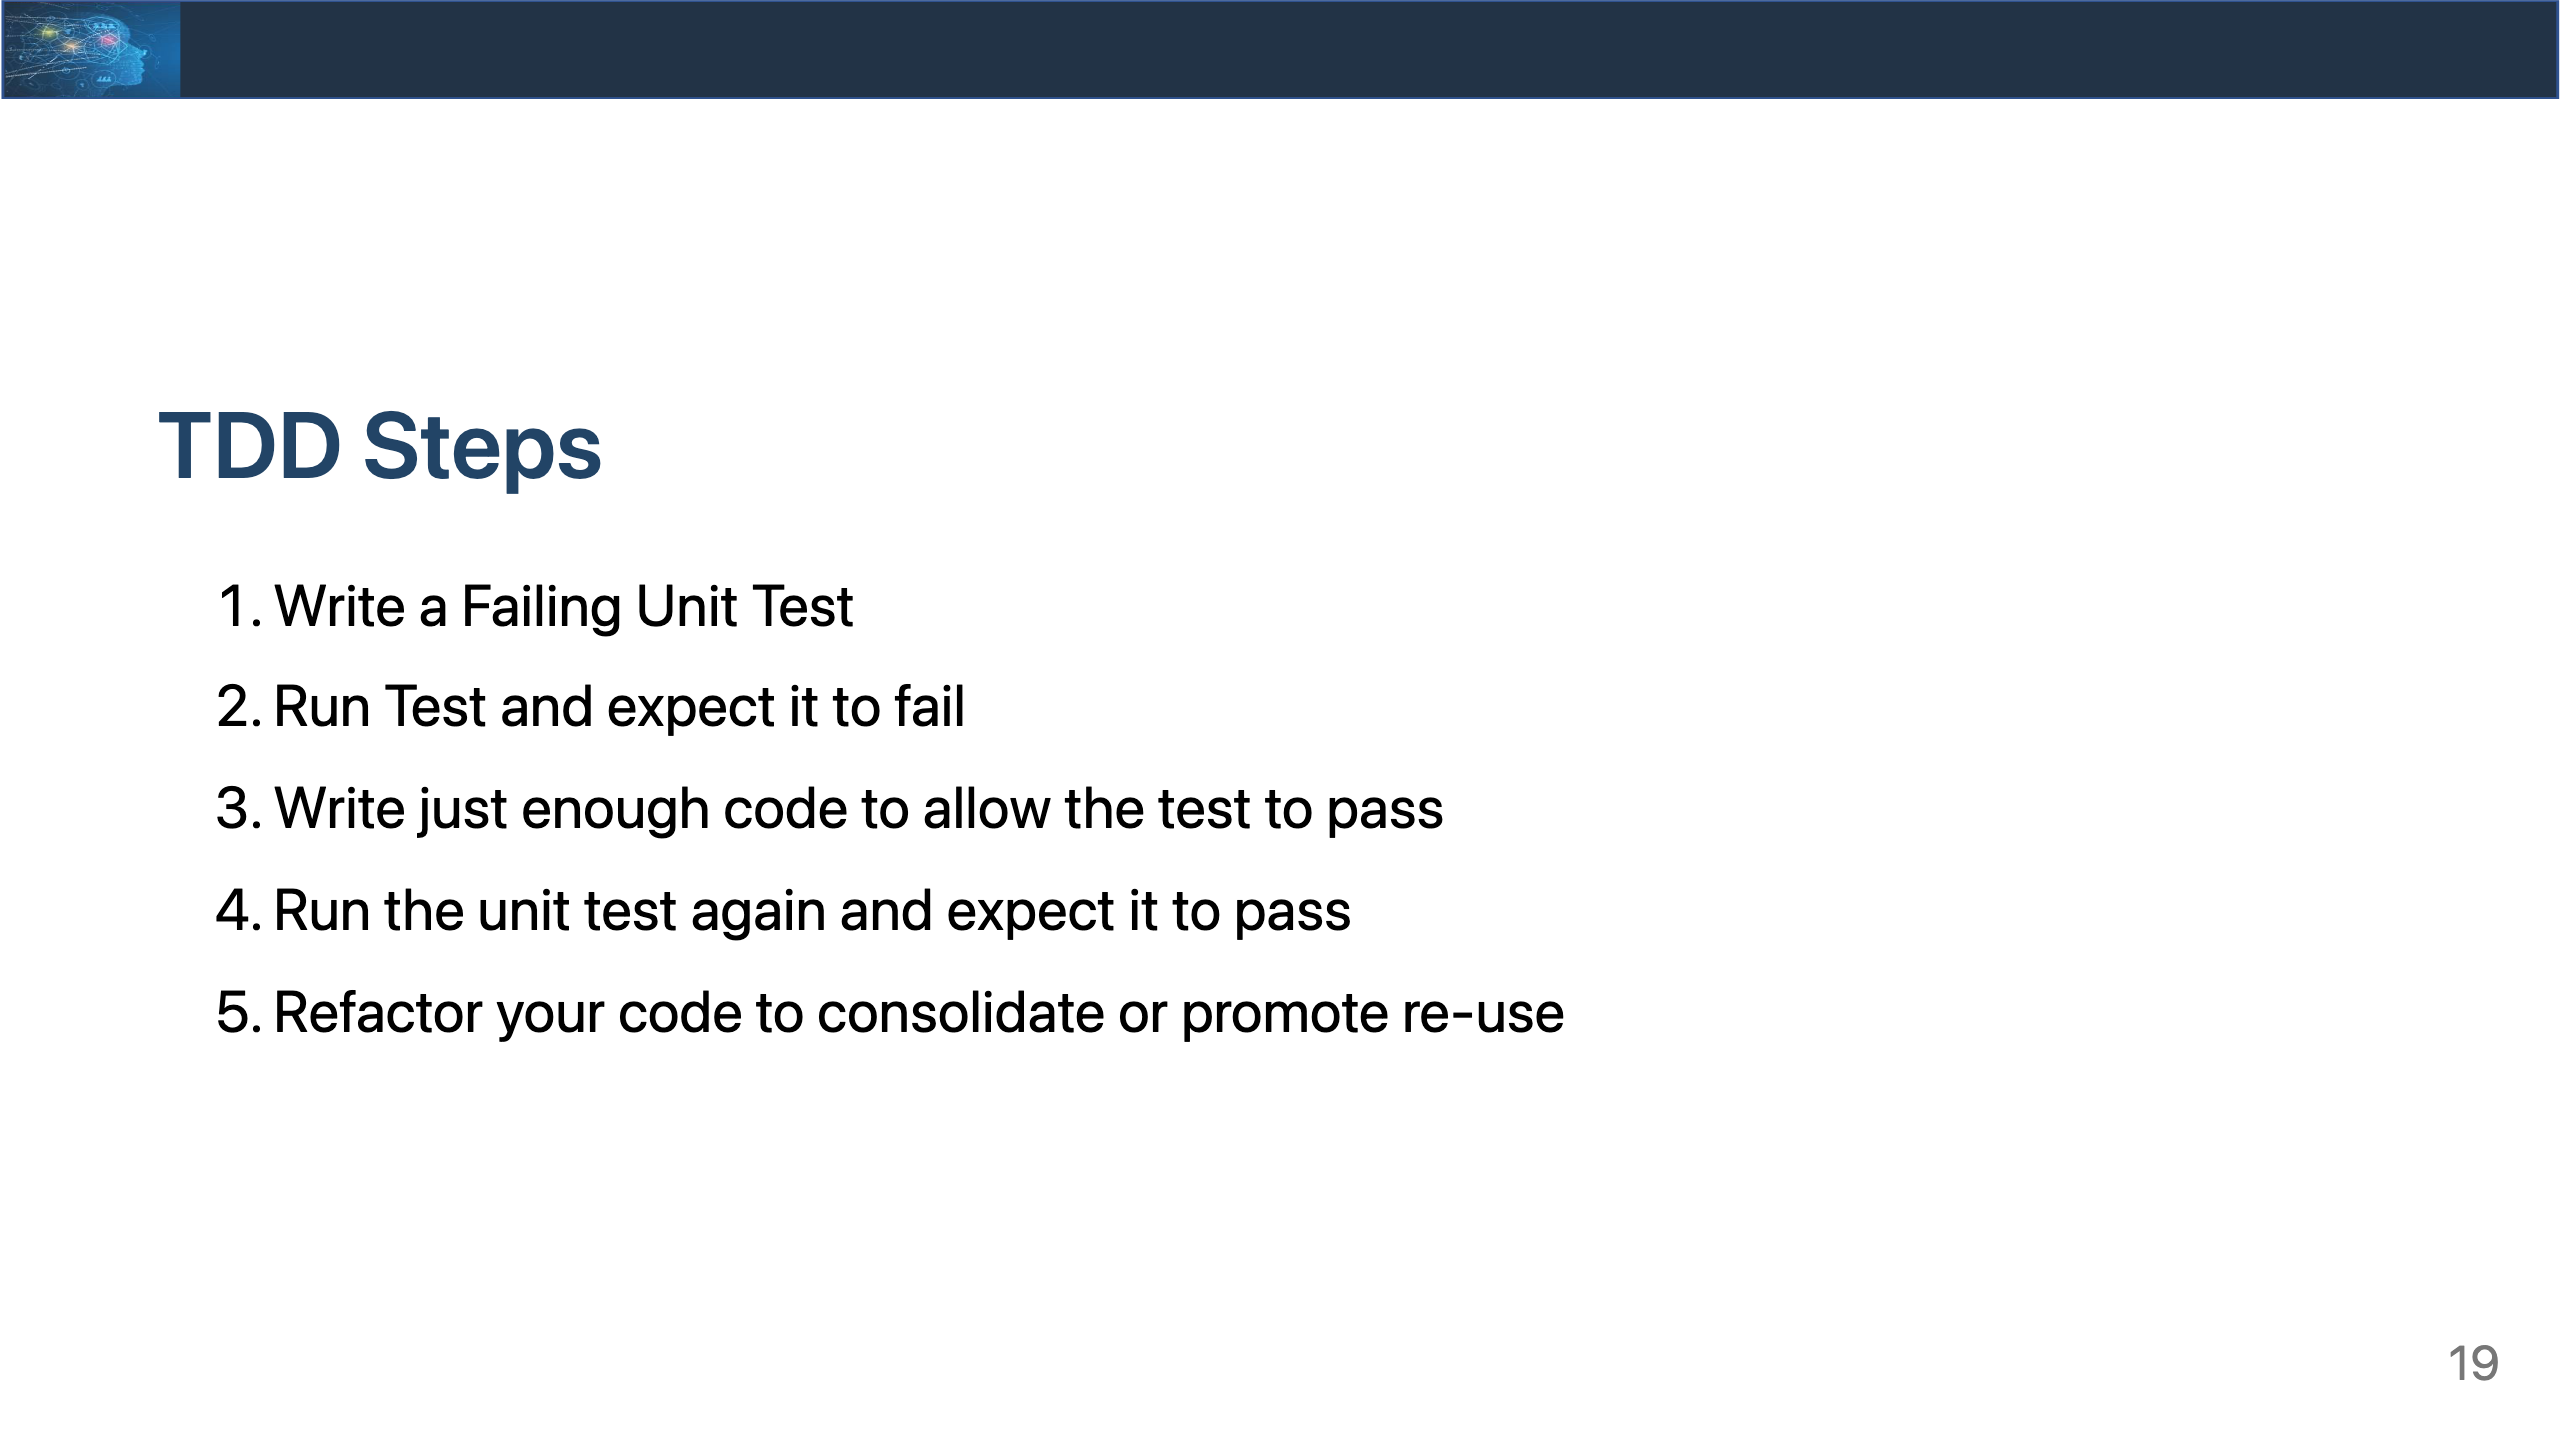 TDD Steps
1. Write a Failing Unit Test
2. Run Test and expect it to fail
3. Write just enough code to allow the test to pass
4. Run the unit test again and expect it to pass
5. Refactor your code to consolidate or promote re-use
19